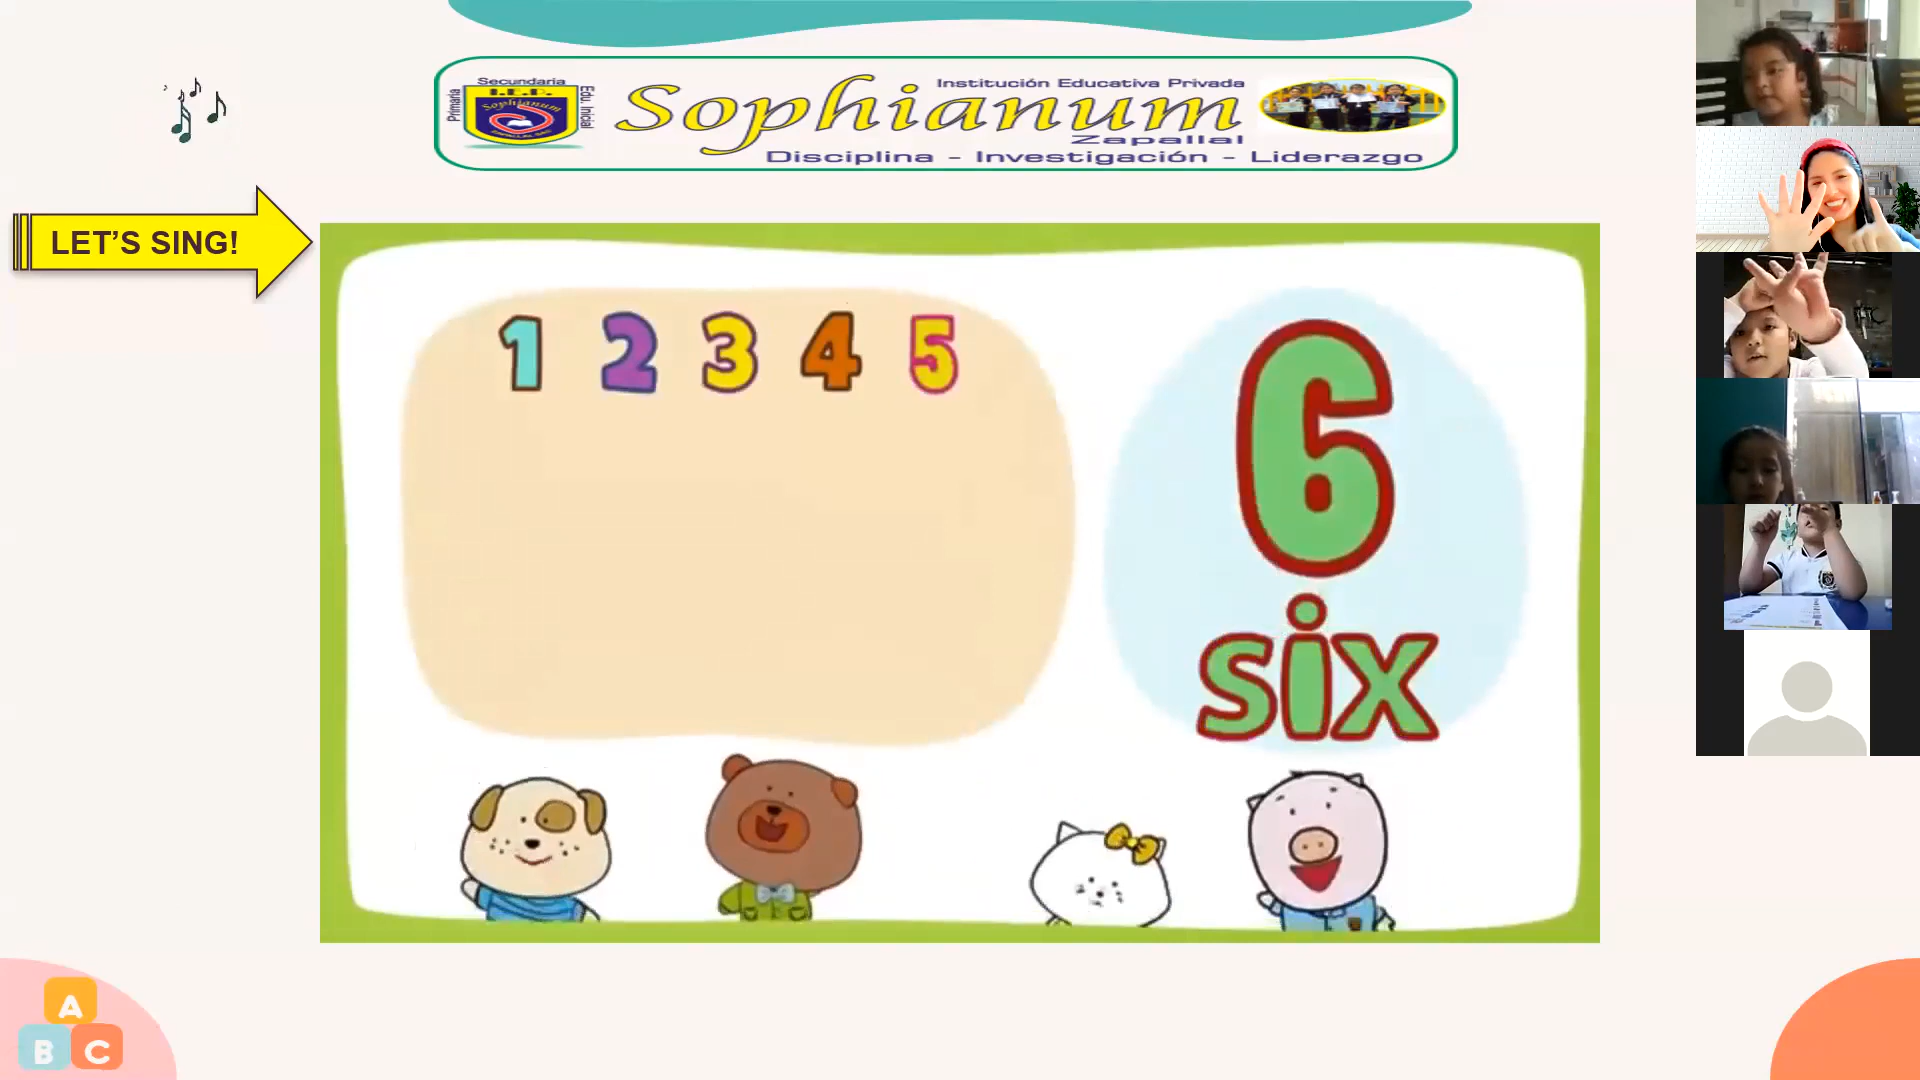 Secundaria
Primaria
I.E.P.
Sophianum
Edu. Inicial
Institución Educativa Privada
Sophianum
Zapallal
Disciplina - Investigación - Liderazgo
LET'S SING!
1 2 3 4 5
6
six
A
B C